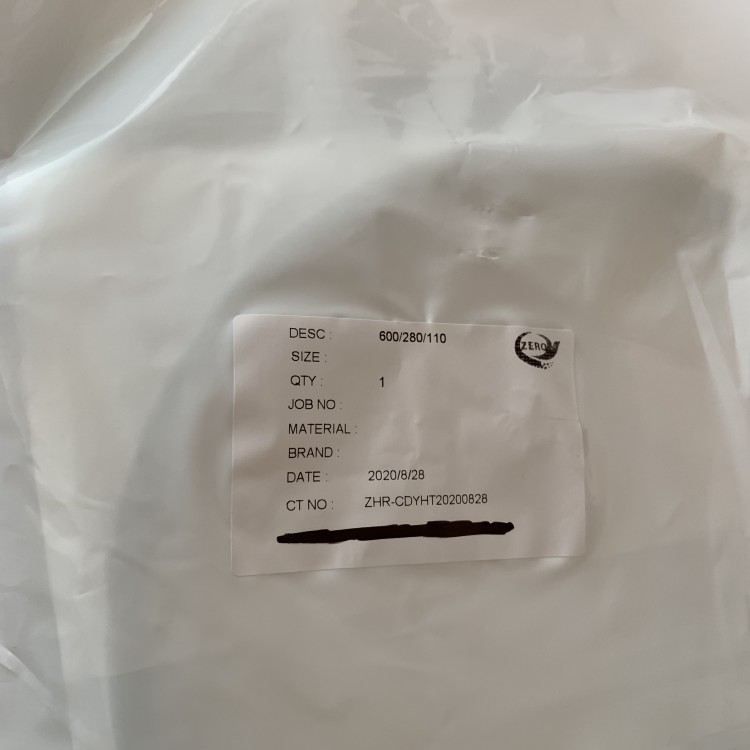 DESC : 600/280/110
ZERO
SIZE :
QTY : 1
JOB NO :
MATERIAL :
BRAND :
DATE : 2020/8/28
CT NO : ZHR-CDYHT20200828